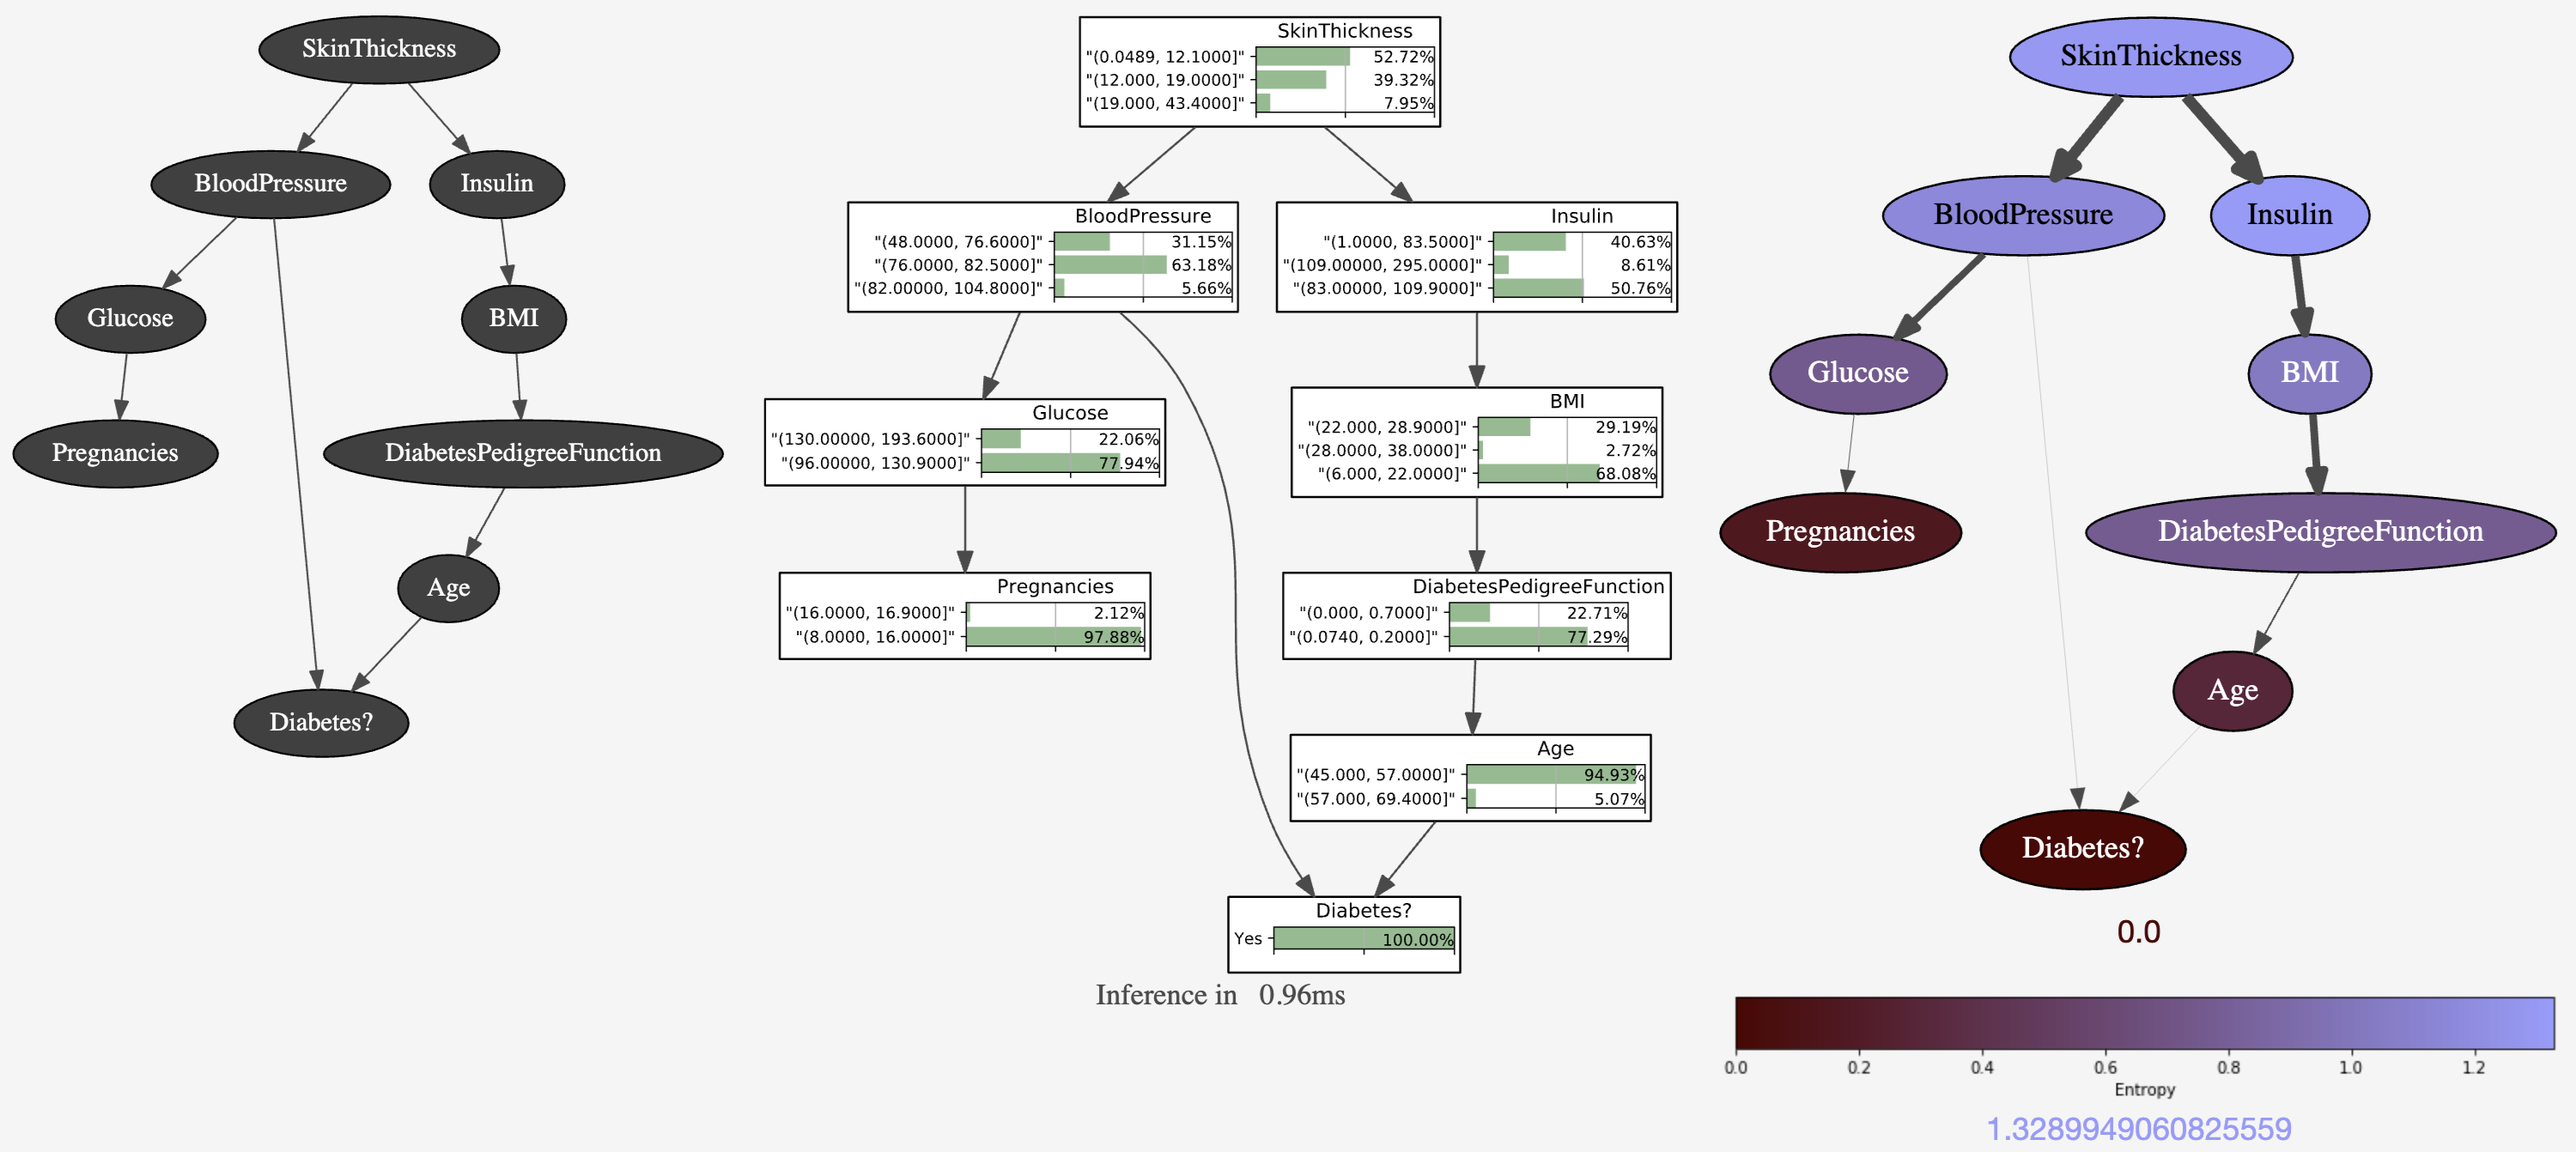 SkinThickness
BloodPressure
Insulin
Glucose
BMI
Pregnancies
DiabetesPedigreeFunction
Age
Diabetes?
SkinThickness
"(0.0489, 12.1000]" 52.72%
"(12.000, 19.0000]" 39.32%
"(19.000, 43.4000]" 7.95%
BloodPressure
"(48.0000, 76.6000]" 31.15%
"(76.0000, 82.5000]" 63.18%
"(82.00000, 104.8000]" 5.66%
Insulin
"(1.0000, 83.5000]" 40.63%
"(109.00000, 295.0000]" 8.61%
"(83.00000, 109.9000]" 50.76%
Glucose
"(130.00000, 193.6000]" 22.06%
"(96.00000, 130.9000]" 77.94%
BMI
"(22.000, 28.9000]" 29.19%
"(28.0000, 38.0000]" 2.72%
"(6.000, 22.0000]" 68.08%
Pregnancies
"(16.0000, 16.9000]" 2.12%
"(8.0000, 16.0000]" 97.88%
DiabetesPedigreeFunction
"(0.000, 0.7000]" 22.71%
"(0.0740, 0.2000]" 77.29%
Age
"(45.000, 57.0000]" 94.93%
"(57.000, 69.4000]" 5.07%
Diabetes?
Yes 100.00%
Inference in 0.96ms
SkinThickness
BloodPressure
Insulin
Glucose
BMI
Pregnancies
DiabetesPedigreeFunction
Age
Diabetes?
0.0
0.0 0.2 0.4 0.6 0.8 1.0 1.2
Entropy
1.3289949060825559